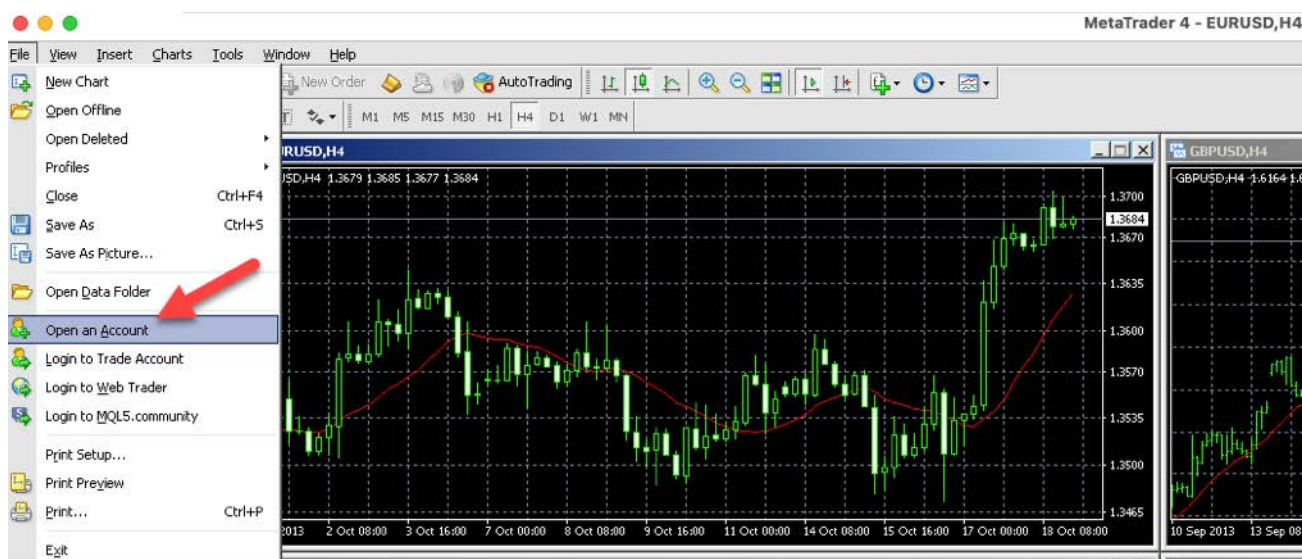 MetaTrader 4 - EURUSD,H4
File View Insert Charts Tools Window Help
New Chart
Open Offline
Open Deleted
Profiles
Close Ctrl+F4
Save As Ctrl+S
Save As Picture...
Open Data Folder
Open an Account
Login to Trade Account
Login to Web Trader
Login to MQL5.community
Print Setup...
Print Preview
Print... Ctrl+P
Exit
New Order AutoTrading
T M1 M5 M15 M30 H1 H4 D1 W1 MN
RUSD,H4
JSD,H4 1.3679 1.3685 1.3677 1.3684
1.3700
1.3684
1.3670
1.3635
1.3600
1.3570
1.3535
1.3500
1.3465
2013 2 Oct 08:00 3 Oct 16:00 7 Oct 00:00 8 Oct 08:00 9 Oct 16:00 11 Oct 00:00 14 Oct 08:00 15 Oct 16:00 17 Oct 00:00 18 Oct 08:00
GBPUSD,H4
GBPUSD,H4 1.6164 1.6
10 Sep 2013 13 Sep 08